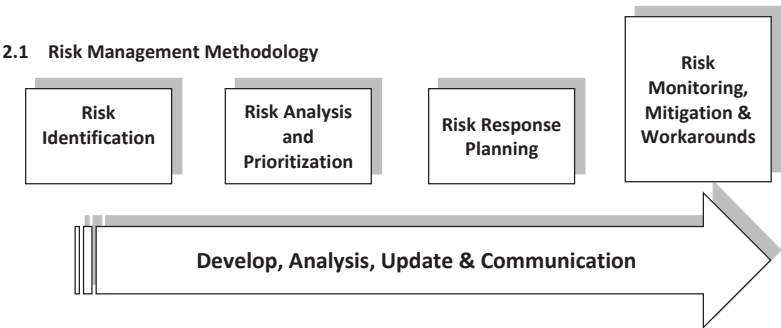 2.1 Risk Management Methodology
Risk
Identification
Risk Analysis
and
Prioritization
Risk Response
Planning
Risk
Monitoring,
Mitigation &
Workarounds
Develop, Analysis, Update & Communication